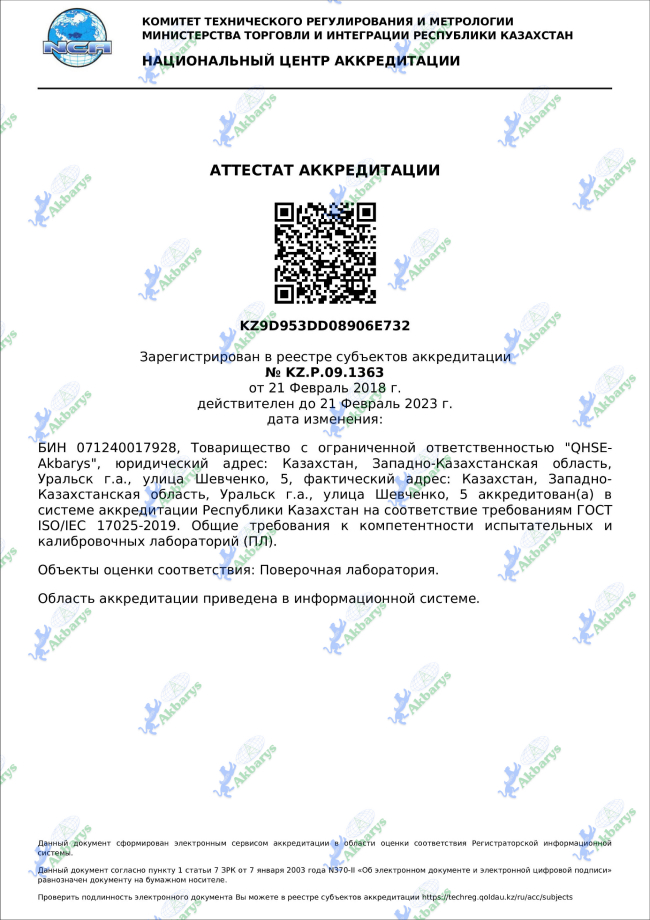 КОМИТЕТ ТЕХНИЧЕСКОГО РЕГУЛИРОВАНИЯ И МЕТРОЛОГИИ
МИНИСТЕРСТВА ТОРГОВЛИ И ИНТЕГРАЦИИ РЕСПУБЛИКИ КАЗАХСТАН
НАЦИОНАЛЬНЫЙ ЦЕНТР АККРЕДИТАЦИИ
NCA
АТТЕСТАТ АККРЕДИТАЦИИ
KZ9D953DD08906E732
Зарегистрирован в реестре субъектов аккредитации
№ KZ.P.09.1363
от 21 Февраль 2018 г.
действителен до 21 Февраль 2023 г.
дата изменения:
БИН 071240017928, Товарищество с ограниченной ответственностью "QHSE-
Akbarys", юридический адрес: Казахстан, Западно-Казахстанская область,
Уральск г.а., улица Шевченко, 5, фактический адрес: Казахстан, Западно-
Казахстанская область, Уральск г.а., улица Шевченко, 5 аккредитован(а) в
системе аккредитации Республики Казахстан на соответствие требованиям ГОСТ
ISO/IEC 17025-2019. Общие требования к компетентности испытательных и
калибровочных лабораторий (ПЛ).
Объекты оценки соответствия: Поверочная лаборатория.
Область аккредитации приведена в информационной системе.
Данный документ сформирован электронным сервисом аккредитации в области оценки соответствия Регистраторской информационной
системы.
Данный документ согласно пункту 1 статьи 7 ЗРК от 7 января 2003 года N370-II «Об электронном документе и электронной цифровой подписи»
равнозначен документу на бумажном носителе.
Проверить подлинность электронного документа Вы можете в реестре субъектов аккредитации https://techreg.qoldau.kz/ru/acc/subjects
Akbarys